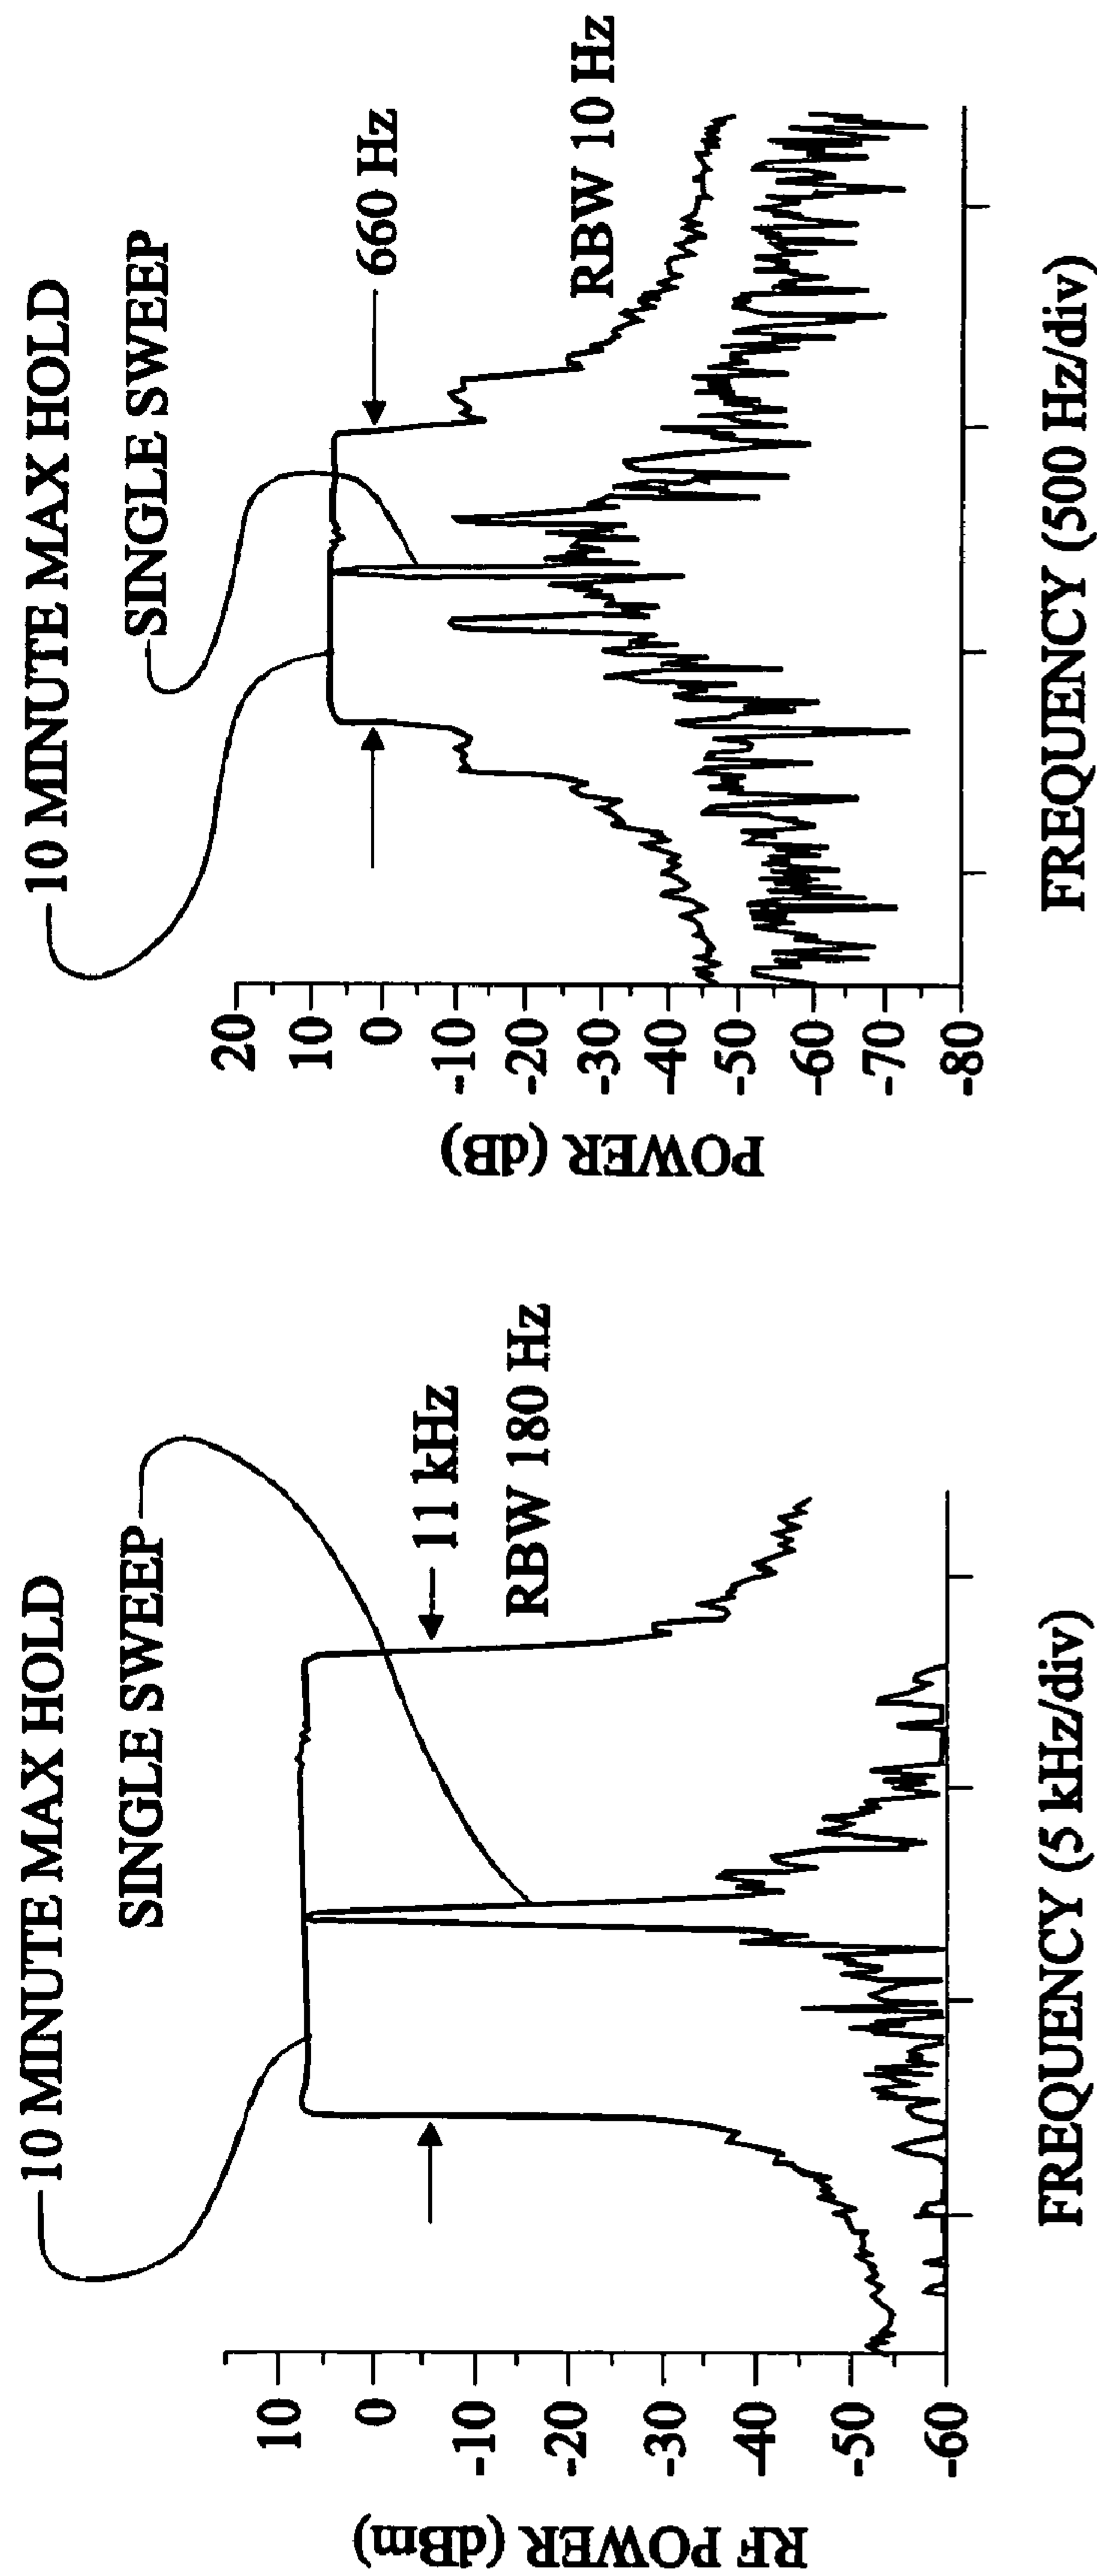 10 MINUTE MAX HOLD
SINGLE SWEEP
11 kHz
RBW 180 Hz
10
0
-10
-20
-30
-40
-50
-60
RF POWER (dBm)
FREQUENCY (5 kHz/div)
10 MINUTE MAX HOLD
SINGLE SWEEP
660 Hz
RBW 10 Hz
20
10
0
-10
-20
-30
-40
-50
-60
-70
-80
POWER (dB)
FREQUENCY (500 Hz/div)